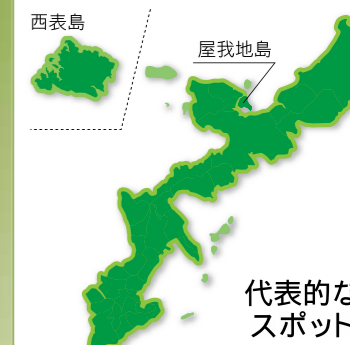 西表島
屋我地島
代表的な
スポット